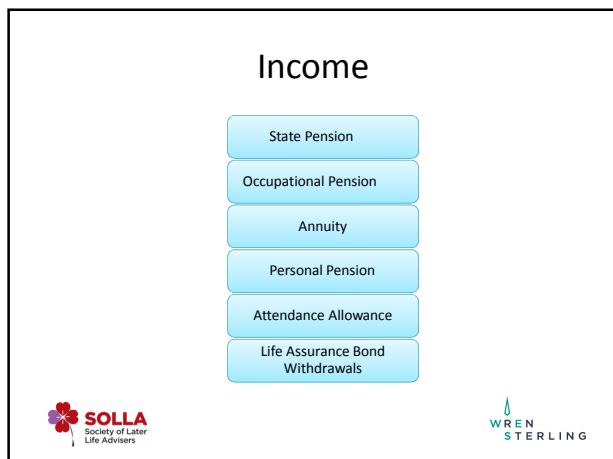 Income
State Pension
Occupational Pension
Annuity
Personal Pension
Attendance Allowance
Life Assurance Bond
Withdrawals
SOLLA
Society of Later
Life Advisers
WREN
STERLING